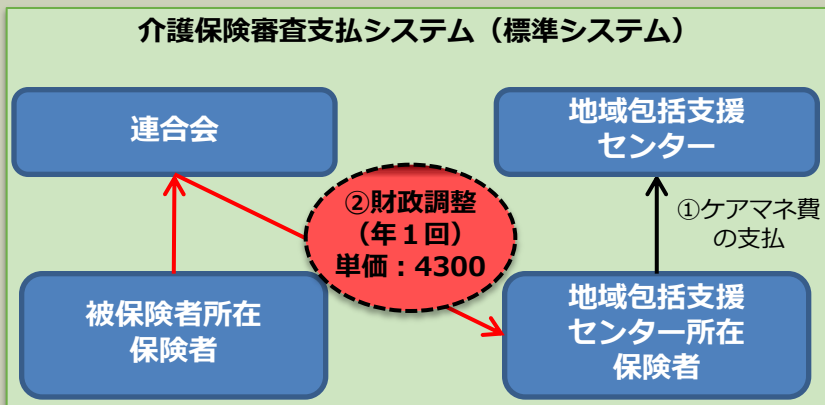 介護保険審査支払システム（標準システム）
連合会
地域包括支援
センター
②財政調整
（年１回）
単価：4300
①ケアマネ費
の支払
被保険者所在
保険者
地域包括支援
センター所在
保険者